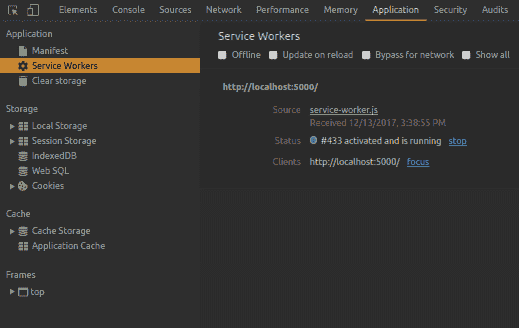 Elements Console Sources Network Performance Memory Application Security Audits
Application
Manifest
Service Workers
Clear storage
Storage
Local Storage
Session Storage
IndexedDB
Web SQL
Cookies
Cache
Cache Storage
Application Cache
Frames
top
Service Workers
Offline Update on reload Bypass for network Show all
http://localhost:5000/
Source service-worker.js
Received 12/13/2017, 3:38:55 PM
Status #433 activated and is running stop
Clients http://localhost:5000/ focus